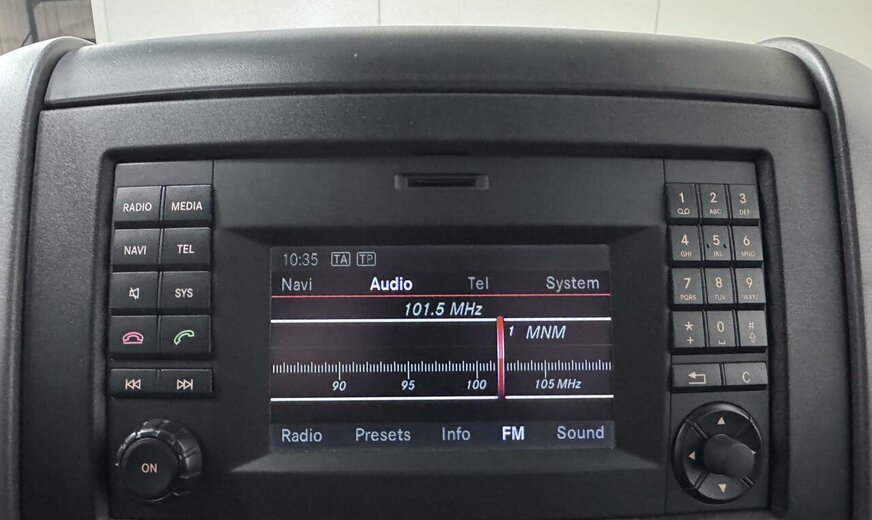 RADIO MEDIA
NAVI TEL
SYS
ON
10:35 TA TP
Navi Audio Tel System
101.5 MHz
1 MNM
90 95 100 105 MHz
Radio Presets Info FM Sound
1 2 3
ABC DEF
4 5 6
GHI JKL MNO
7 8 9
PQRS TUV WXYZ
* 0 #
+
C